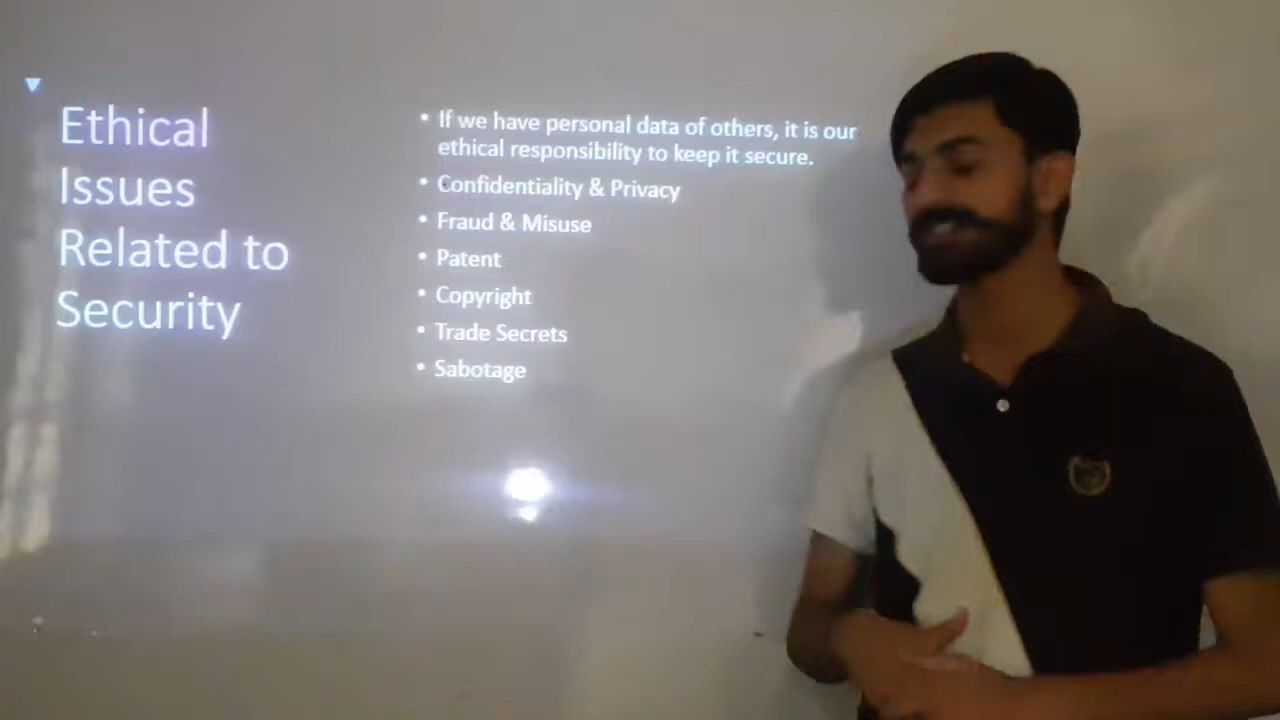 Ethical
Issues
Related to
Security
• If we have personal data of others, it is our
ethical responsibility to keep it secure.
• Confidentiality & Privacy
• Fraud & Misuse
• Patent
• Copyright
• Trade Secrets
• Sabotage